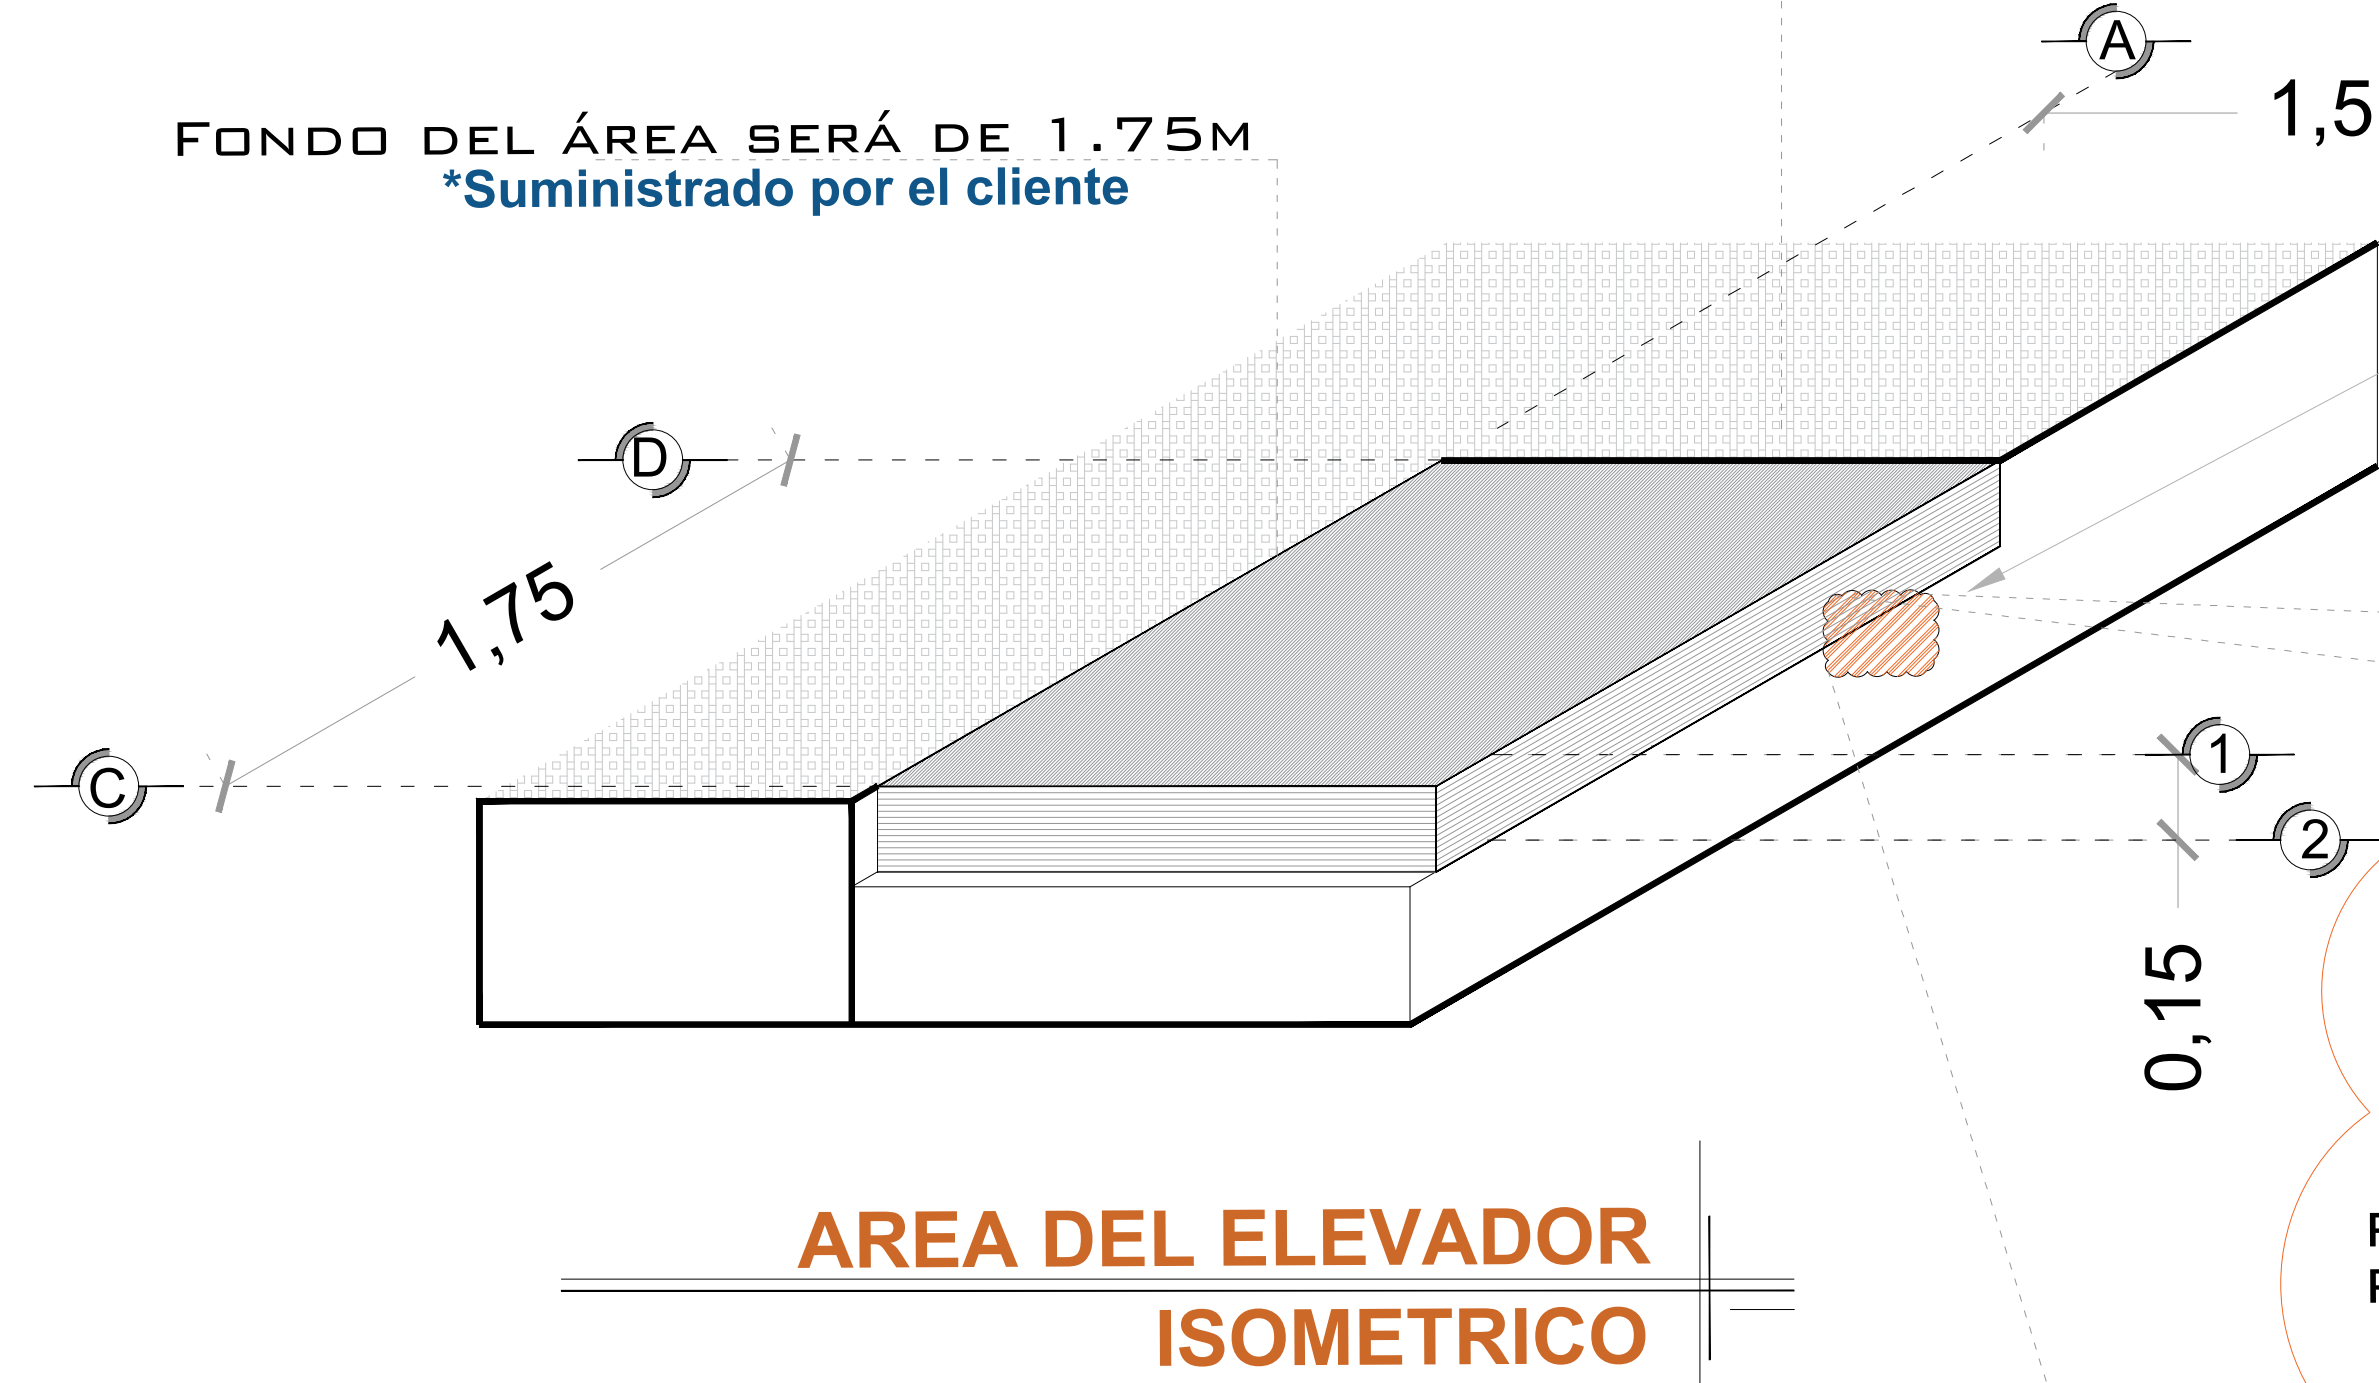 A
1,5
FONDO DEL ÁREA SERÁ DE 1.75M
*Suministrado por el cliente
D
1,75
C
1
2
0,15
AREA DEL ELEVADOR
ISOMETRICO